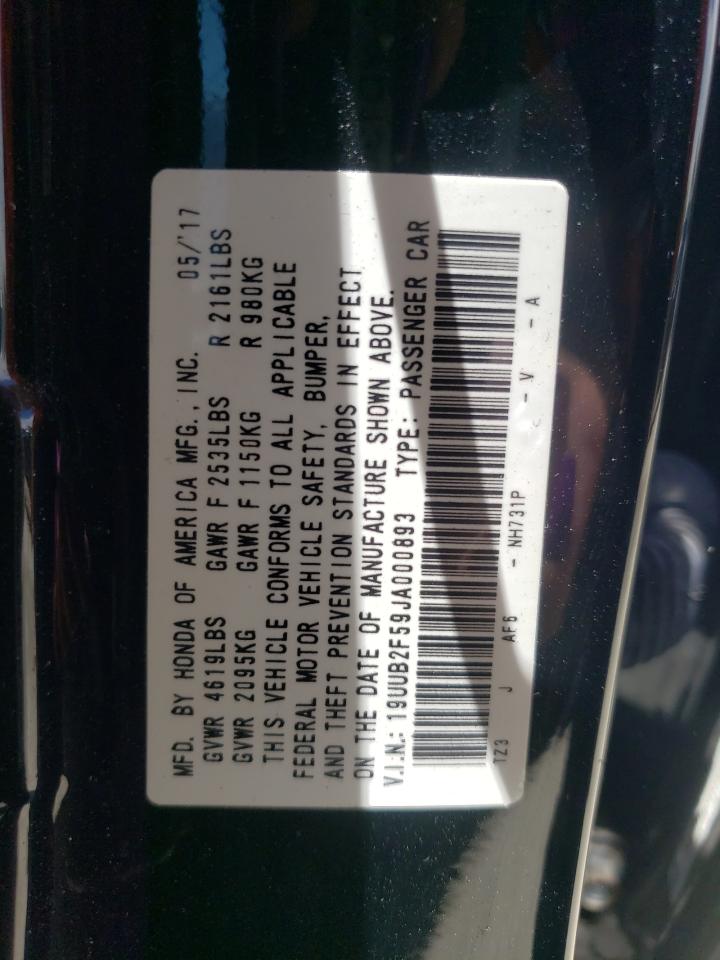 MFD. BY HONDA OF AMERICA MFG., INC. 05/'17
GVWR 4619LBS GAWR F 2535LBS R 2161LBS
GVWR 2095KG GAWR F 1150KG R 980KG
THIS VEHICLE CONFORMS TO ALL APPLICABLE
FEDERAL MOTOR VEHICLE SAFETY, BUMPER,
AND THEFT PREVENTION STANDARDS IN EFFECT
ON THE DATE OF MANUFACTURE SHOWN ABOVE.
V.I.N.: 19UUB2F59JA000893 TYPE: PASSENGER CAR
TZ3 J AF6 - NH731P - V - A